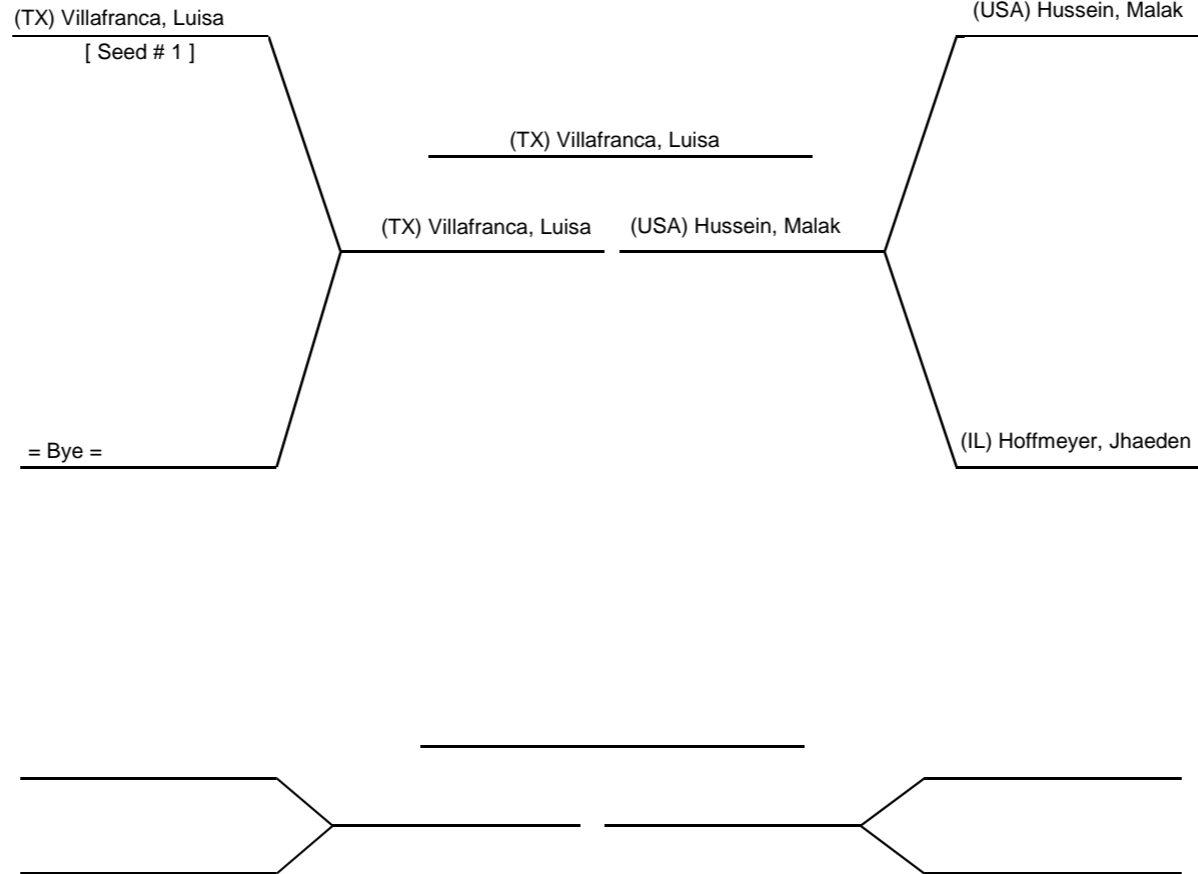 (TX) Villafranca, Luisa
[ Seed # 1 ]
(USA) Hussein, Malak
(TX) Villafranca, Luisa
(TX) Villafranca, Luisa
(USA) Hussein, Malak
= Bye =
(IL) Hoffmeyer, Jhaeden